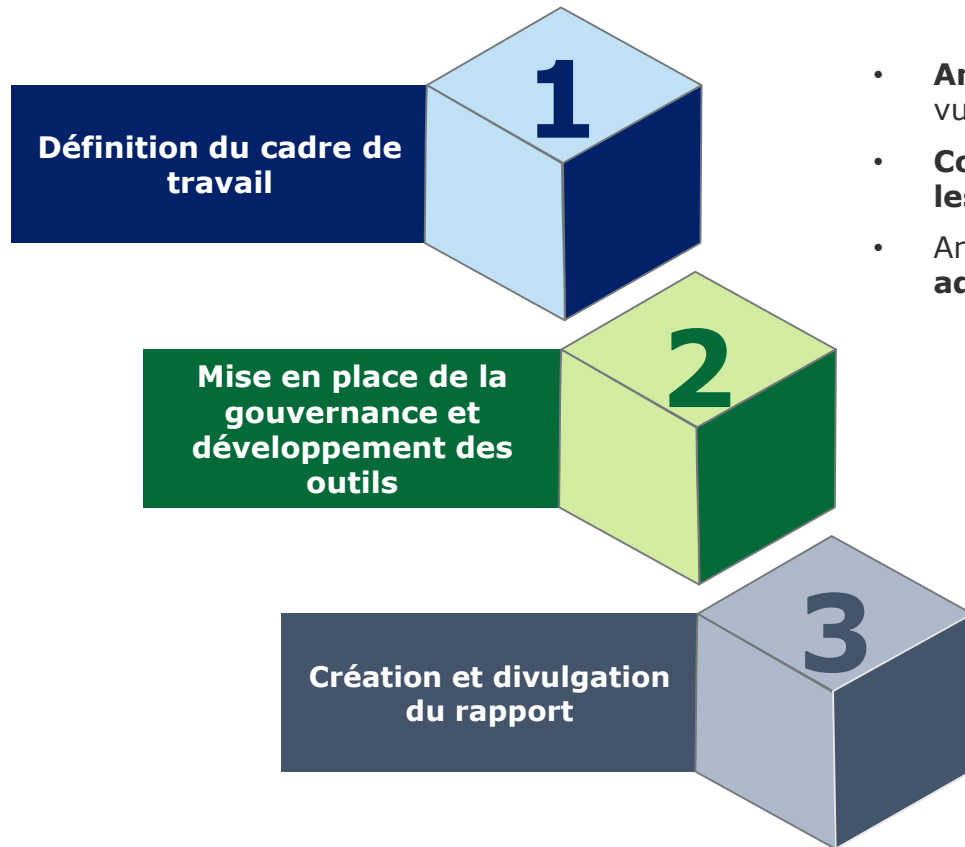 1
Définition du cadre de
travail
2
Mise en place de la
gouvernance et
développement des
outils
3
Création et divulgation
du rapport